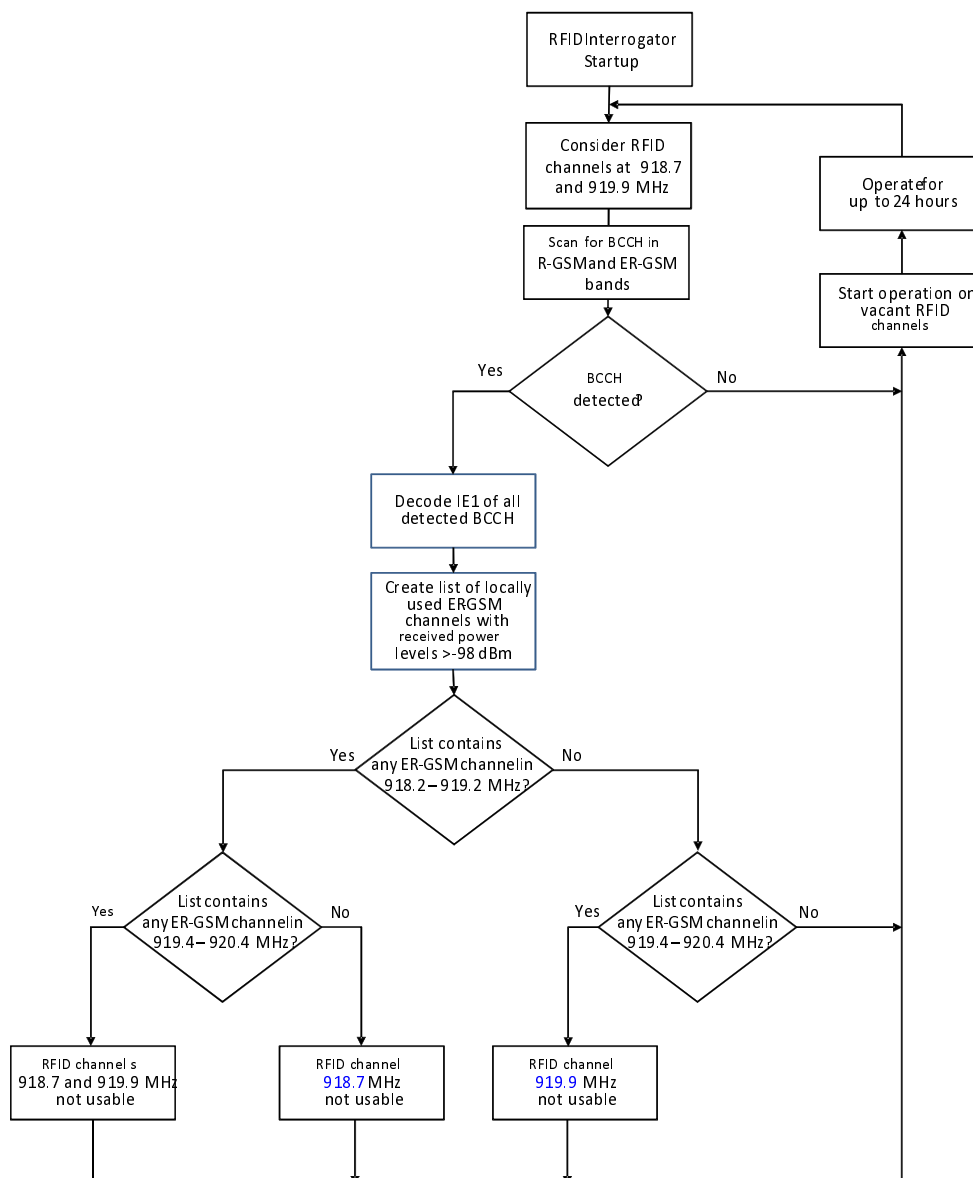 RFID Interrogator
Startup
Consider RFID
channels at 918.7
and 919.9 MHz
Operate for
up to 24 hours
Scan for BCCH in
R-GSM and ER-GSM
bands
Start operation on
vacant RFID
channels
Yes
BCCH
detected?
No
Decode IE1 of all
detected BCCH
Create list of locally
used ER-GSM
channels with
received power
levels >-98 dBm
Yes
List contains
any ER-GSM channel in
918.2 – 919.2 MHz?
No
Yes
List contains
any ER-GSM channel in
919.4 – 920.4 MHz?
No
Yes
List contains
any ER-GSM channel in
919.4 – 920.4 MHz?
No
RFID channels
918.7 and 919.9 MHz
not usable
RFID channel
918.7 MHz
not usable
RFID channel
919.9 MHz
not usable